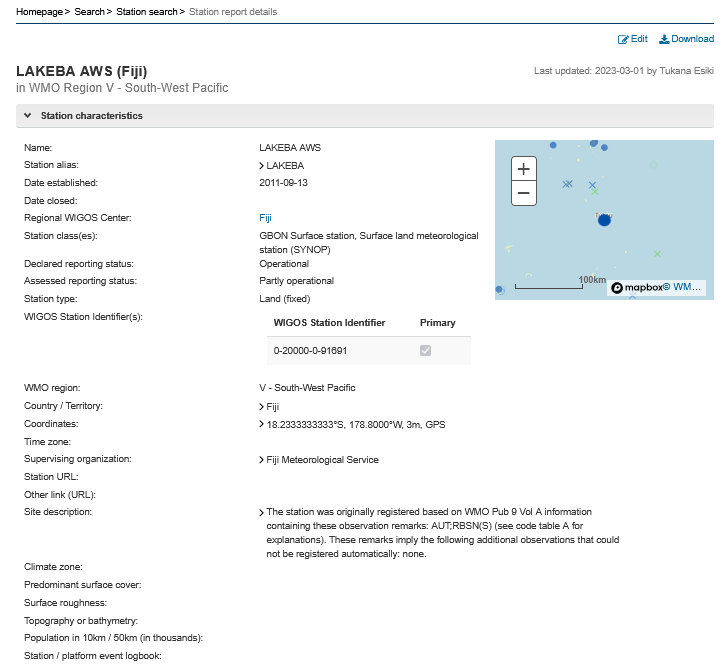 Homepage > Search > Station search > Station report details
Edit Download
LAKEBA AWS (Fiji)
Last updated: 2023-03-01 by Tukana Esiki
in WMO Region V - South-West Pacific
Station characteristics
Name: LAKEBA AWS
Station alias: LAKEBA
Date established: 2011-09-13
Date closed:
Regional WIGOS Center: Fiji
Station class(es): GBON Surface station, Surface land meteorological
station (SYNOP)
Declared reporting status: Operational
Assessed reporting status: Partly operational
Station type: Land (fixed)
WIGOS Station Identifier(s):
WIGOS Station Identifier Primary
0-20000-0-91691
+
−
100km
mapbox © WM...
WMO region: V - South-West Pacific
Country / Territory: Fiji
Coordinates: 18.2333333333°S, 178.8000°W, 3m, GPS
Time zone:
Supervising organization: Fiji Meteorological Service
Station URL:
Other link (URL):
Site description: The station was originally registered based on WMO Pub 9 Vol A information
containing these observation remarks: AUT;RBSN(S) (see code table A for
explanations). These remarks imply the following additional observations that could
not be registered automatically: none.
Climate zone:
Predominant surface cover:
Surface roughness:
Topography or bathymetry:
Population in 10km / 50km (in thousands):
Station / platform event logbook: